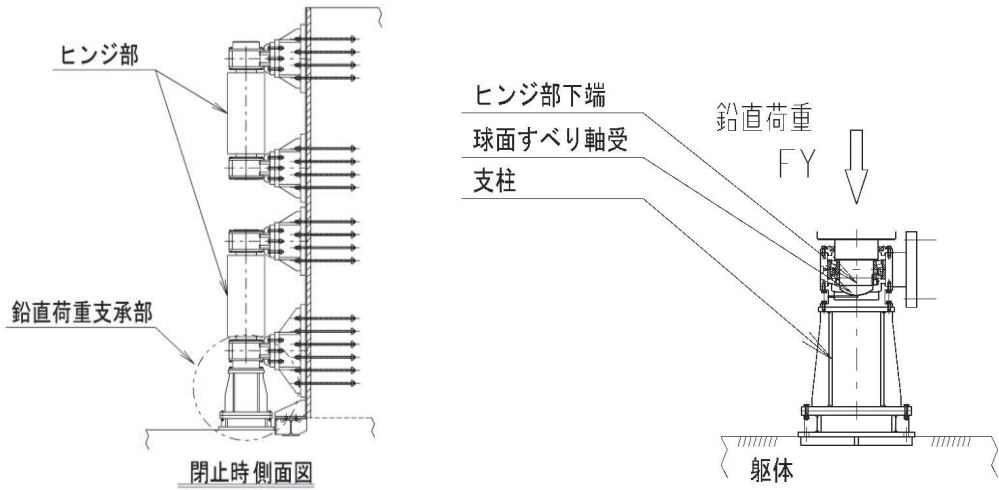 ヒンジ部
鉛直荷重支承部
閉止時側面図
ヒンジ部下端
球面すべり軸受
支柱
鉛直荷重
FY
躯体